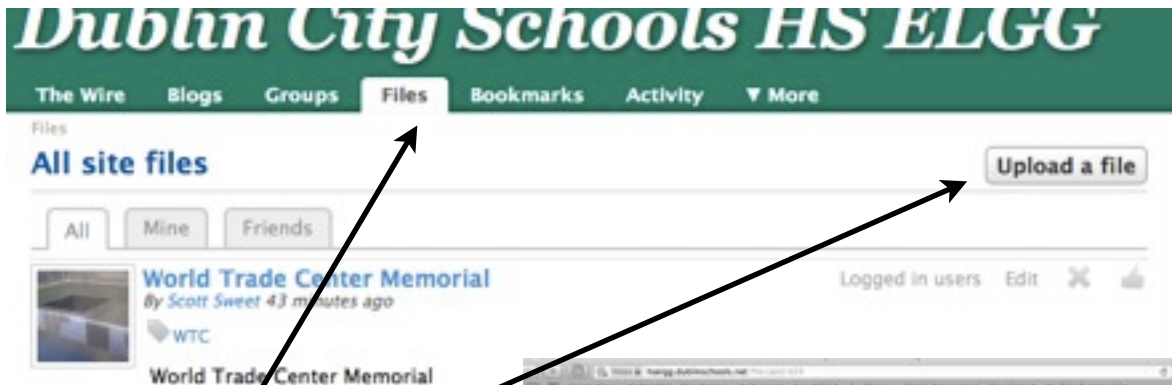 Dublin City Schools HS ELGG
The Wire Blogs Groups Files Bookmarks Activity ▼ More
Files
All site files
Upload a file
All Mine Friends
World Trade Center Memorial
Logged in users Edit
By Scott Sweet 43 minutes ago
WTC
World Trade Center Memorial